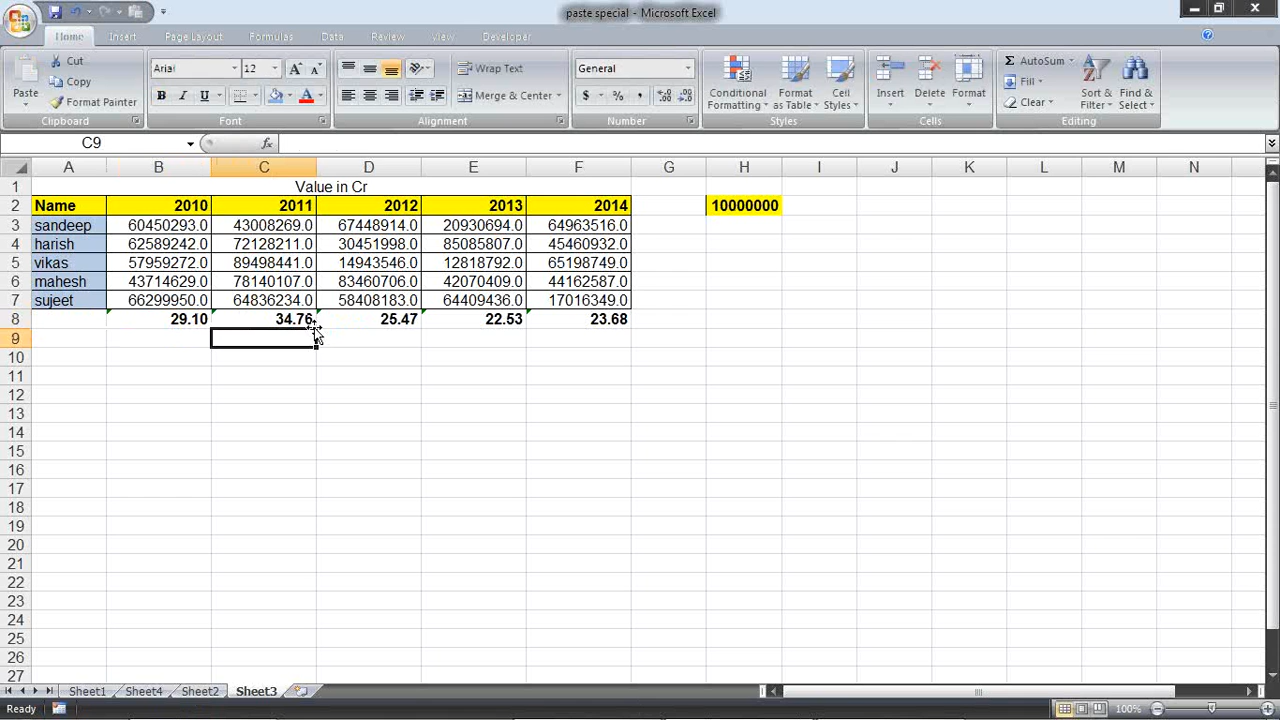 paste special - Microsoft Excel
Home Insert Page Layout Formulas Data Review View Developer
Paste Cut Copy Format Painter Clipboard
Arial 12 B I U A Font
Wrap Text Merge & Center Alignment
General $ % , Number
Conditional Formatting Format as Table Cell Styles Styles
Insert Delete Format Cells
Σ AutoSum Fill Clear Sort & Filter Find & Select Editing
C9 fx
A B C D E F G H I J K L M N
1 Value in Cr
2 Name 2010 2011 2012 2013 2014 10000000
3 sandeep 60450293.0 43008269.0 67448914.0 20930694.0 64963516.0
4 harish 62589242.0 72128211.0 30451998.0 85085807.0 45460932.0
5 vikas 57959272.0 89498441.0 14943546.0 12818792.0 65198749.0
6 mahesh 43714629.0 78140107.0 83460706.0 42070409.0 44162587.0
7 sujeet 66299950.0 64836234.0 58408183.0 64409436.0 17016349.0
8 29.10 34.76 25.47 22.53 23.68
9
10
11
12
13
14
15
16
17
18
19
20
21
22
23
24
25
26
27
Sheet1 Sheet4 Sheet2 Sheet3
Ready 100%